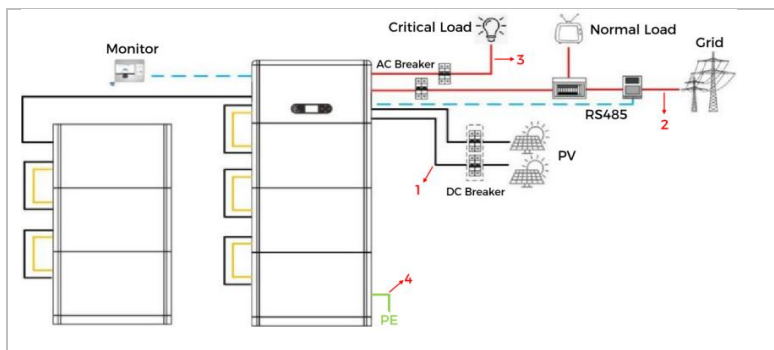 Critical Load
Normal Load
Monitor
AC Breaker
3
Grid
RS485
2
PV
1
DC Breaker
4
PE